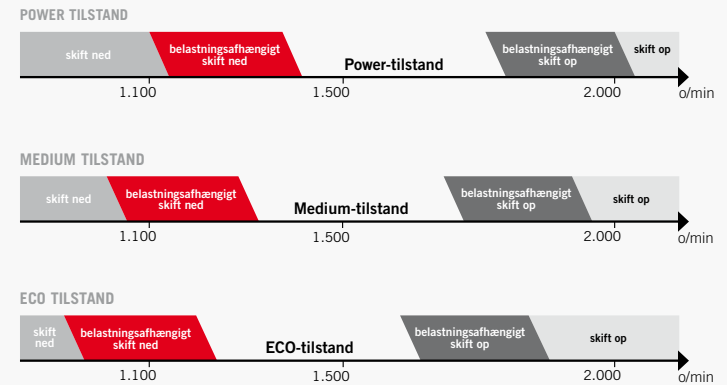 POWER TILSTAND
skift ned
belastningsafhængigt
skift ned
Power-tilstand
belastningsafhængigt
skift op
skift op
1.100
1.500
2.000
o/min
MEDIUM TILSTAND
skift ned
belastningsafhængigt
skift ned
Medium-tilstand
belastningsafhængigt
skift op
skift op
1.100
1.500
2.000
o/min
ECO TILSTAND
skift
ned
belastningsafhængigt
skift ned
ECO-tilstand
belastningsafhængigt
skift op
skift op
1.100
1.500
2.000
o/min